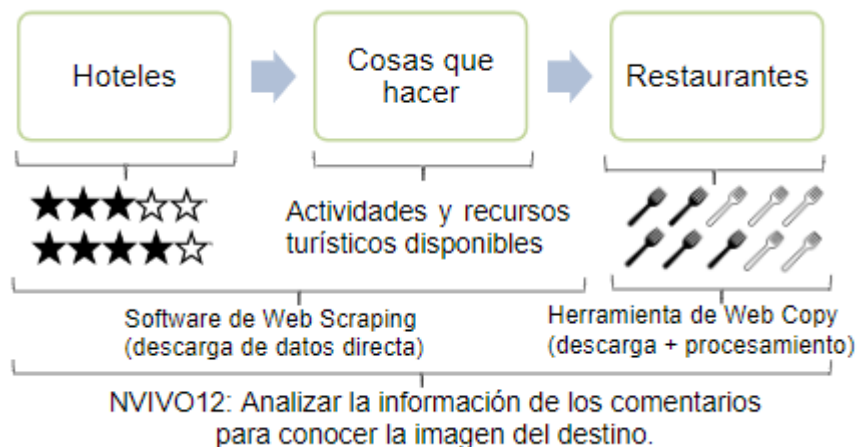 Hoteles
Cosas que
hacer
Restaurantes
Actividades y recursos
turísticos disponibles
Software de Web Scraping
(descarga de datos directa)
Herramienta de Web Copy
(descarga + procesamiento)
NVIVO12: Analizar la información de los comentarios
para conocer la imagen del destino.